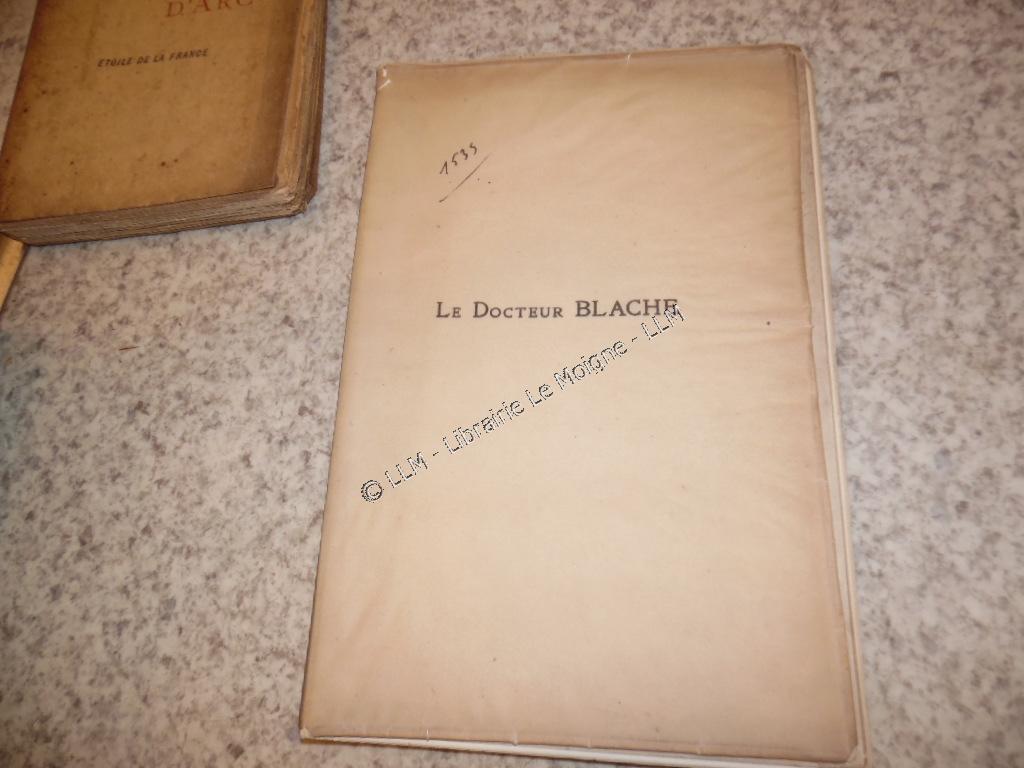 D'ARC
ETOILE DE LA FRANCE
1535
LE DOCTEUR BLACHE
© LLM - Librairie Le Moigne - LLM